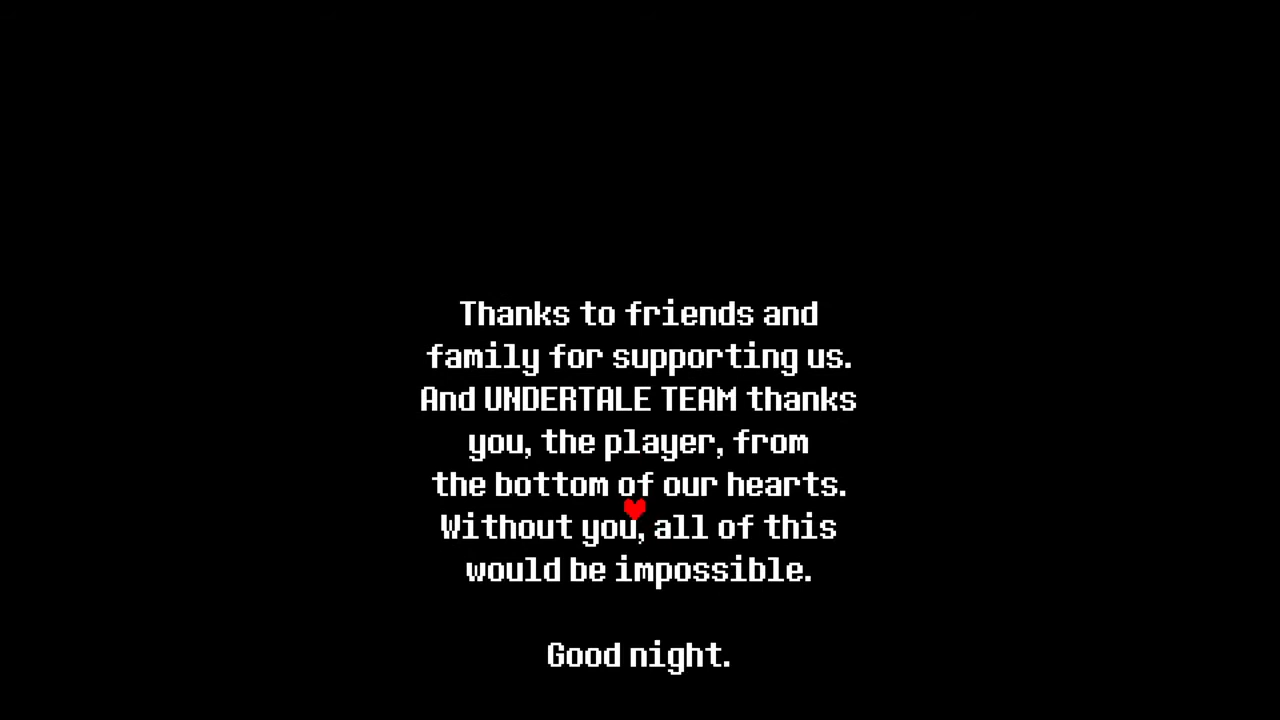 Thanks to friends and
family for supporting us.
And UNDERTALE TEAM thanks
you, the player, from
the bottom of our hearts.
Without you, all of this
would be impossible.
Good night.